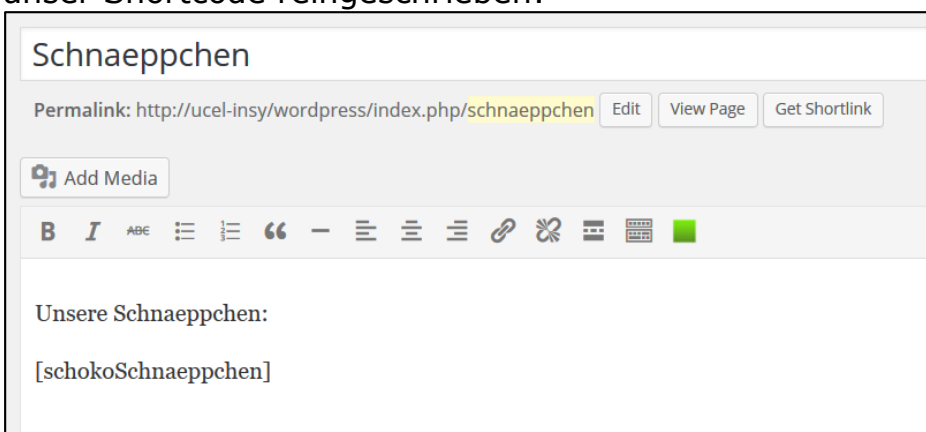 unser Shortcode reingeschrieben.
Schnaeppchen
Permalink: http://ucel-insy/wordpress/index.php/schnaeppchen Edit View Page Get Shortlink
Add Media
B I ABC
Unsere Schnaeppchen:
[schokoSchnaeppchen]